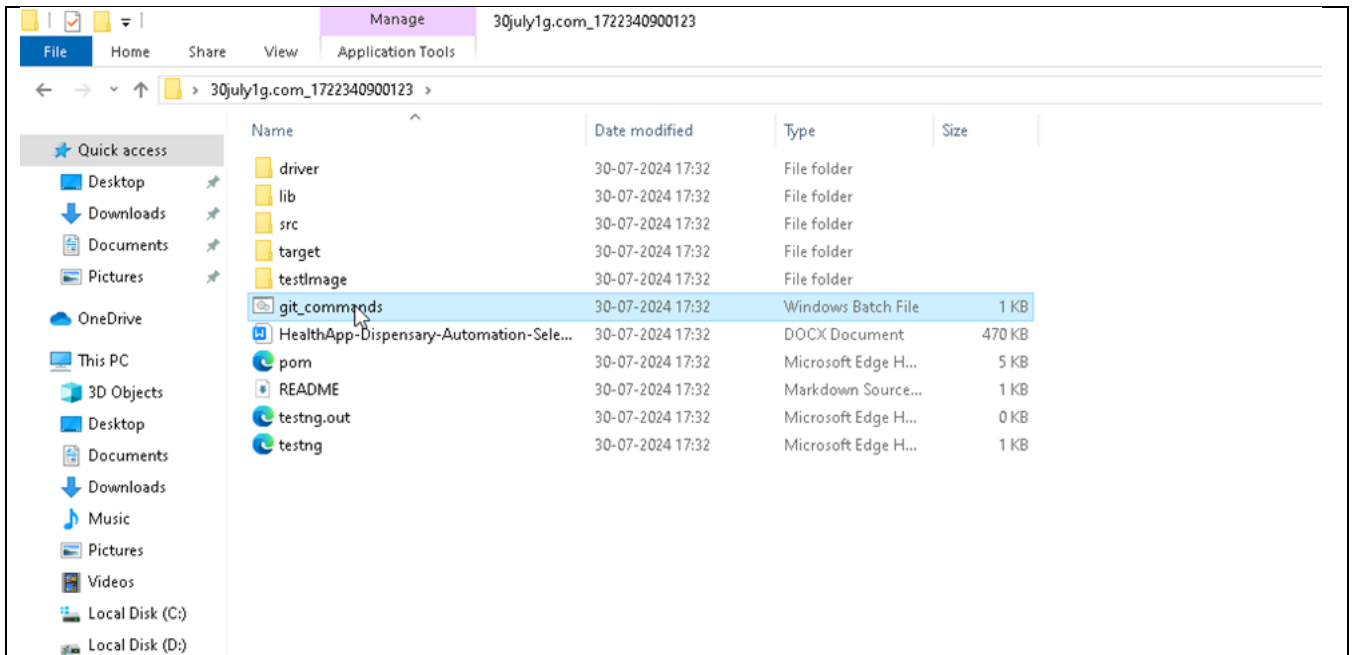 Manage 30july1g.com_1722340900123
File Home Share View Application Tools
30july1g.com_1722340900123
Name Date modified Type Size
Quick access
Desktop
Downloads
Documents
Pictures
OneDrive
This PC
3D Objects
Desktop
Documents
Downloads
Music
Pictures
Videos
Local Disk (C:)
Local Disk (D:)
driver 30-07-2024 17:32 File folder
lib 30-07-2024 17:32 File folder
src 30-07-2024 17:32 File folder
target 30-07-2024 17:32 File folder
testImage 30-07-2024 17:32 File folder
git_commands 30-07-2024 17:32 Windows Batch File 1 KB
HealthApp-Dispensary-Automation-Sele... 30-07-2024 17:32 DOCX Document 470 KB
pom 30-07-2024 17:32 Microsoft Edge H... 5 KB
README 30-07-2024 17:32 Markdown Source... 1 KB
testng.out 30-07-2024 17:32 Microsoft Edge H... 0 KB
testng 30-07-2024 17:32 Microsoft Edge H... 1 KB